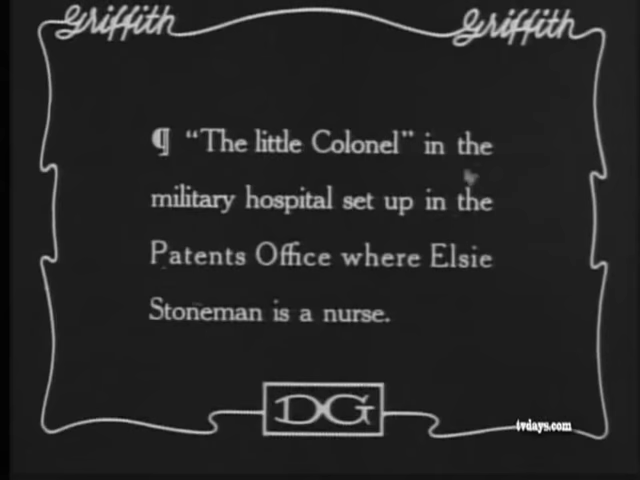 Griffith Griffith
¶ “The little Colonel” in the
military hospital set up in the
Patents Office where Elsie
Stoneman is a nurse.
DG
tvdays.com